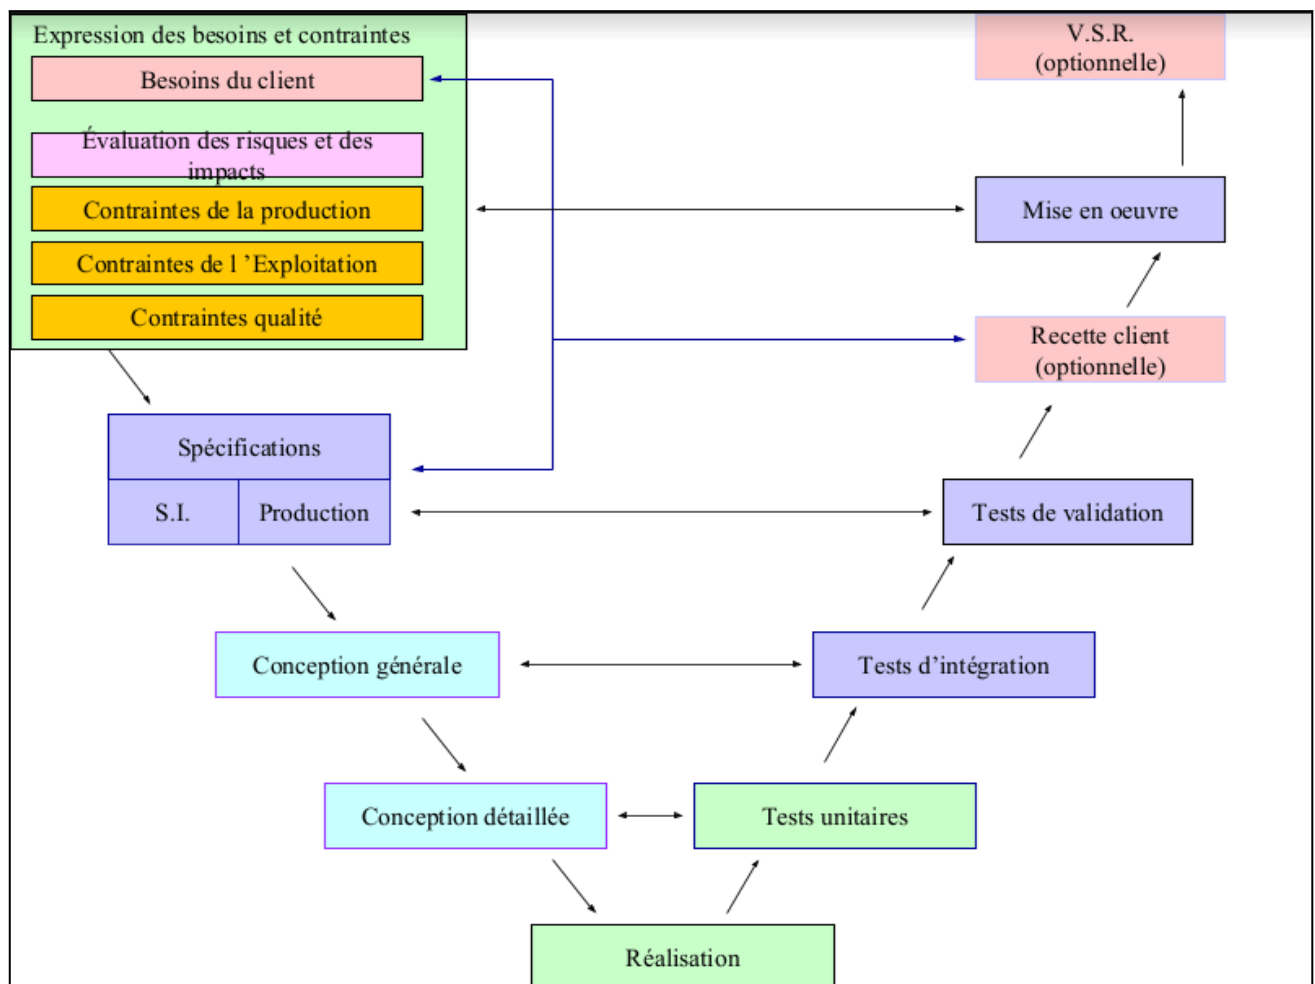 Expression des besoins et contraintes
Besoins du client
Évaluation des risques et des
impacts
Contraintes de la production
Contraintes de l ’Exploitation
Contraintes qualité
V.S.R.
(optionnelle)
Mise en oeuvre
Recette client
(optionnelle)
Spécifications
S.I. Production
Tests de validation
Conception générale
Tests d’intégration
Conception détaillée
Tests unitaires
Réalisation